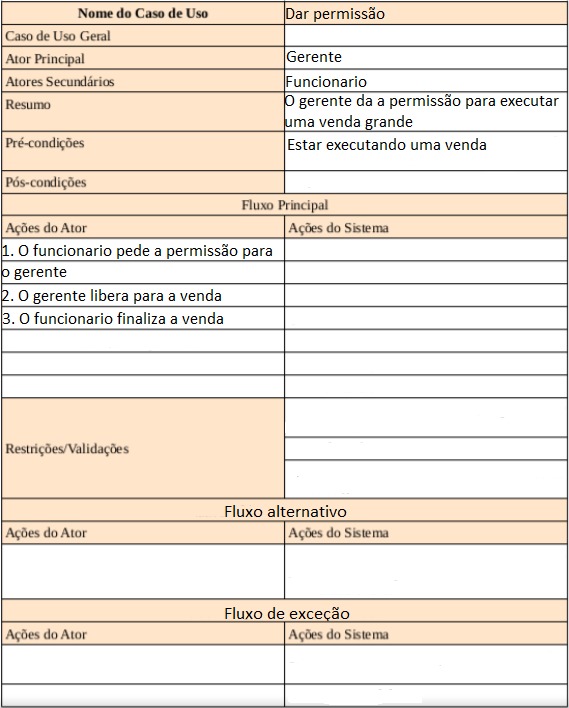 Nome do Caso de Uso Dar permissão
Caso de Uso Geral
Ator Principal Gerente
Atores Secundários Funcionario
Resumo O gerente da a permissão para executar
uma venda grande
Pré-condições Estar executando uma venda
Pós-condições
Fluxo Principal
Ações do Ator Ações do Sistema
1. O funcionario pede a permissão para
o gerente
2. O gerente libera para a venda
3. O funcionario finaliza a venda
Restrições/Validações
Fluxo alternativo
Ações do Ator Ações do Sistema
Fluxo de exceção
Ações do Ator Ações do Sistema